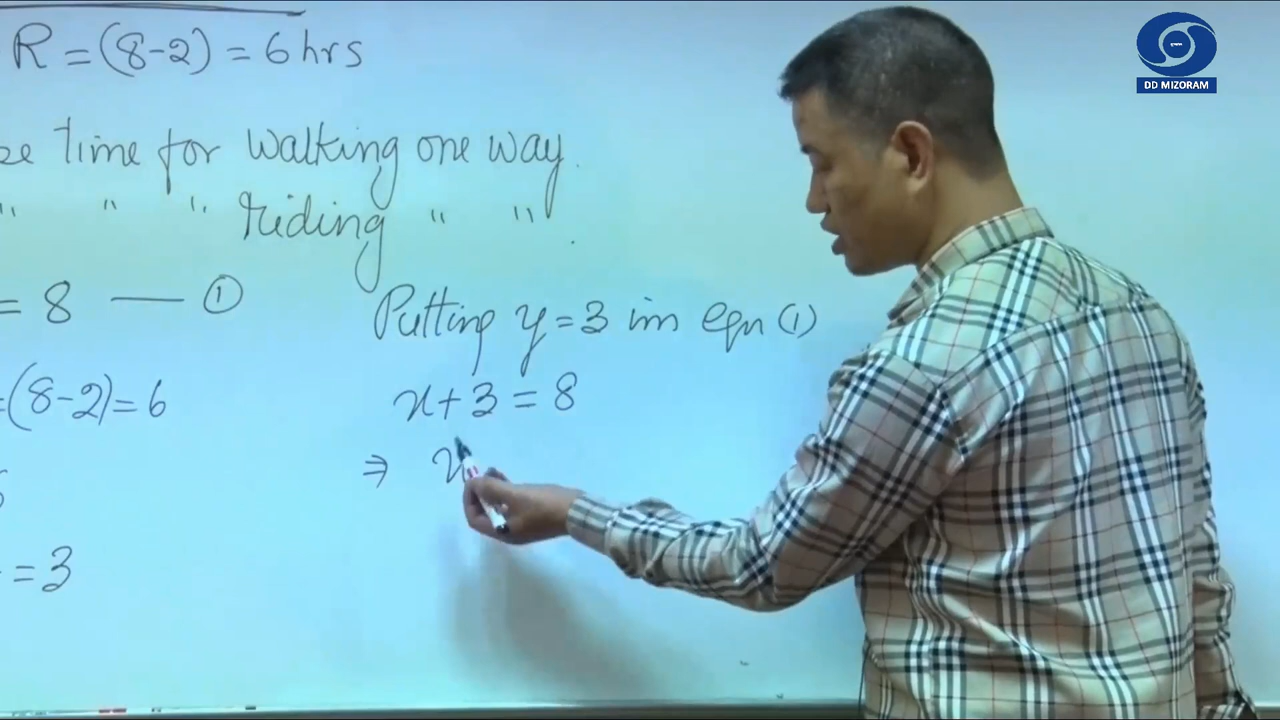 R = (8-2) = 6 hrs
DD MIZORAM
time for walking one way.
" " " riding " "
= 8 — ①
Putting y = 3 in eqn (1)
= (8-2) = 6
x + 3 = 8
⇒ x
= 3